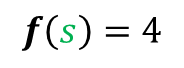 f(s) = 4